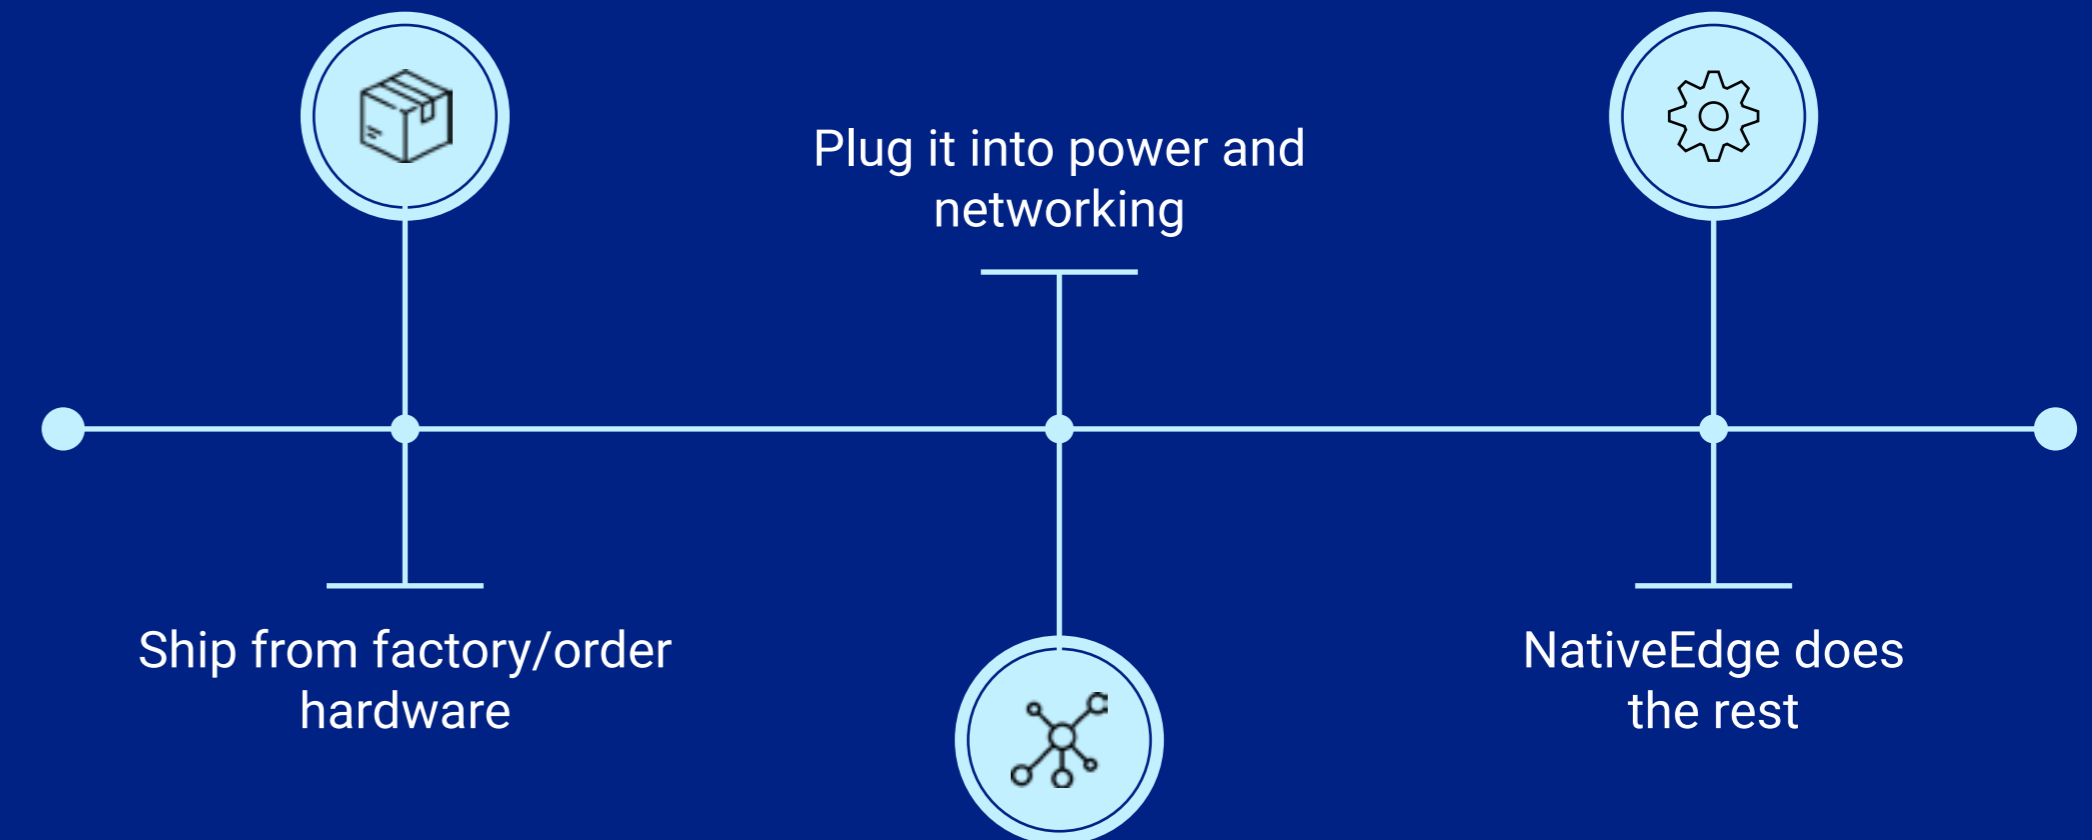 Ship from factory/order
hardware
Plug it into power and
networking
NativeEdge does
the rest